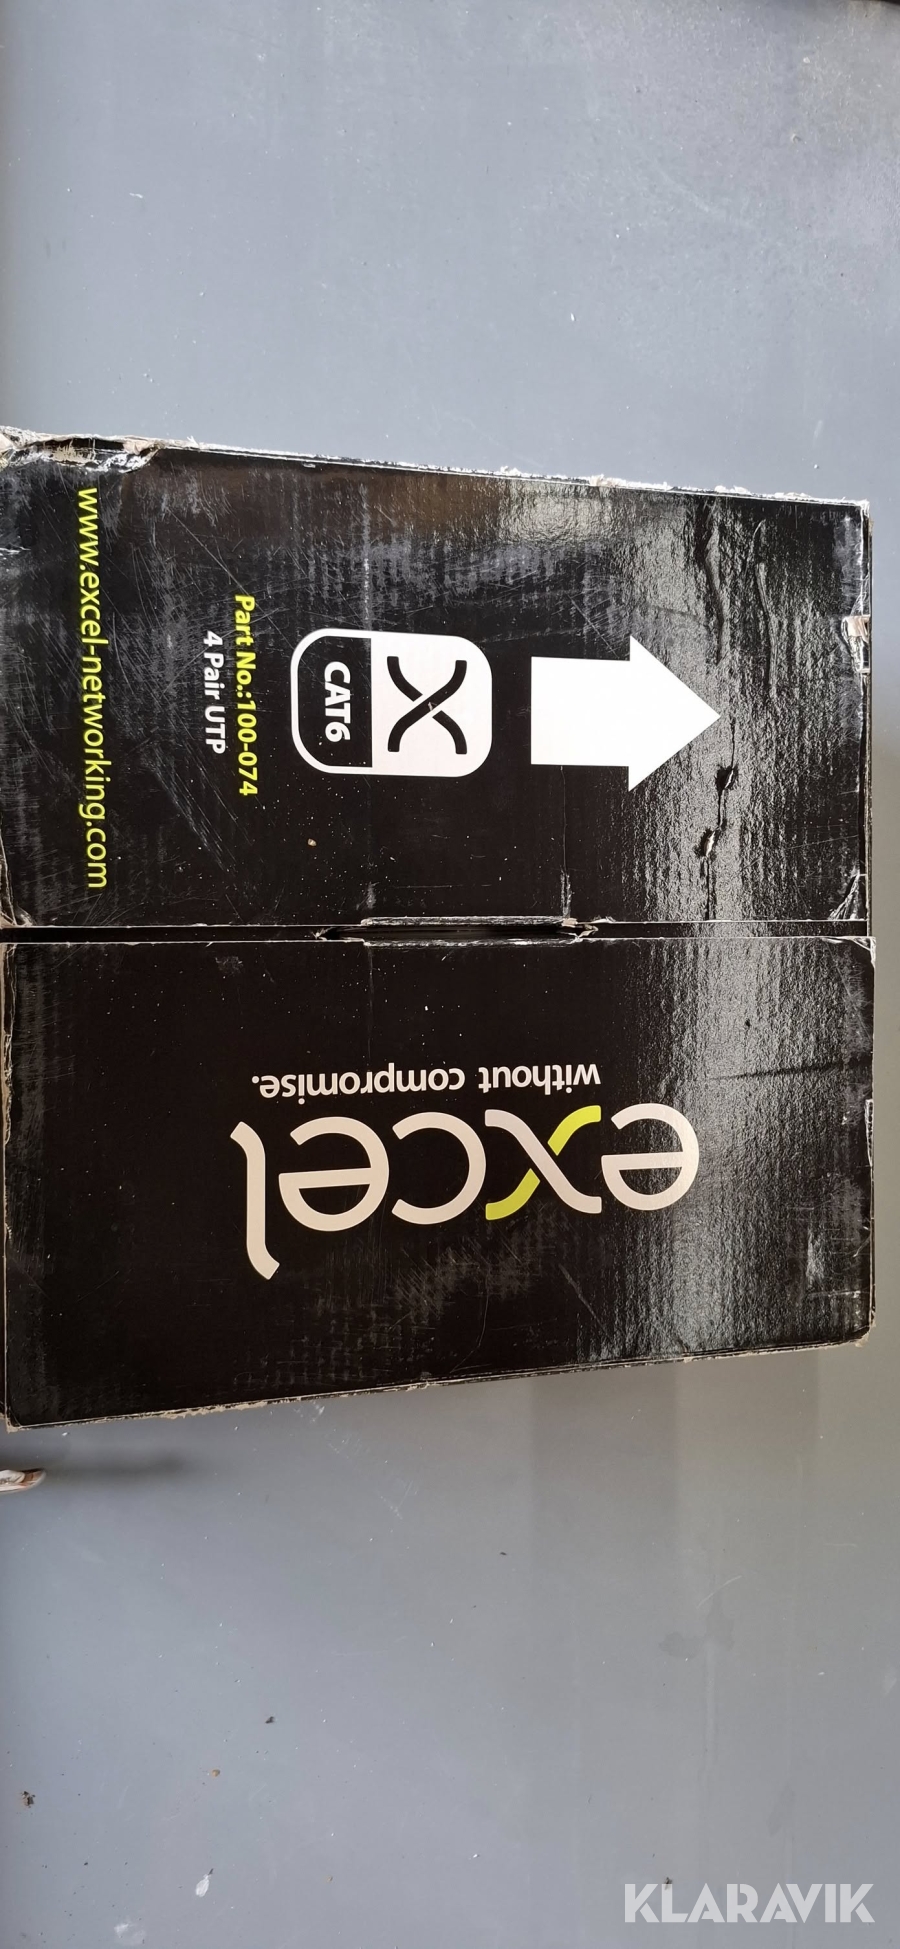 CAT6
Part No.:100-074
4 Pair UTP
www.excel-networking.com
excel
without compromise.
KLARAVIK